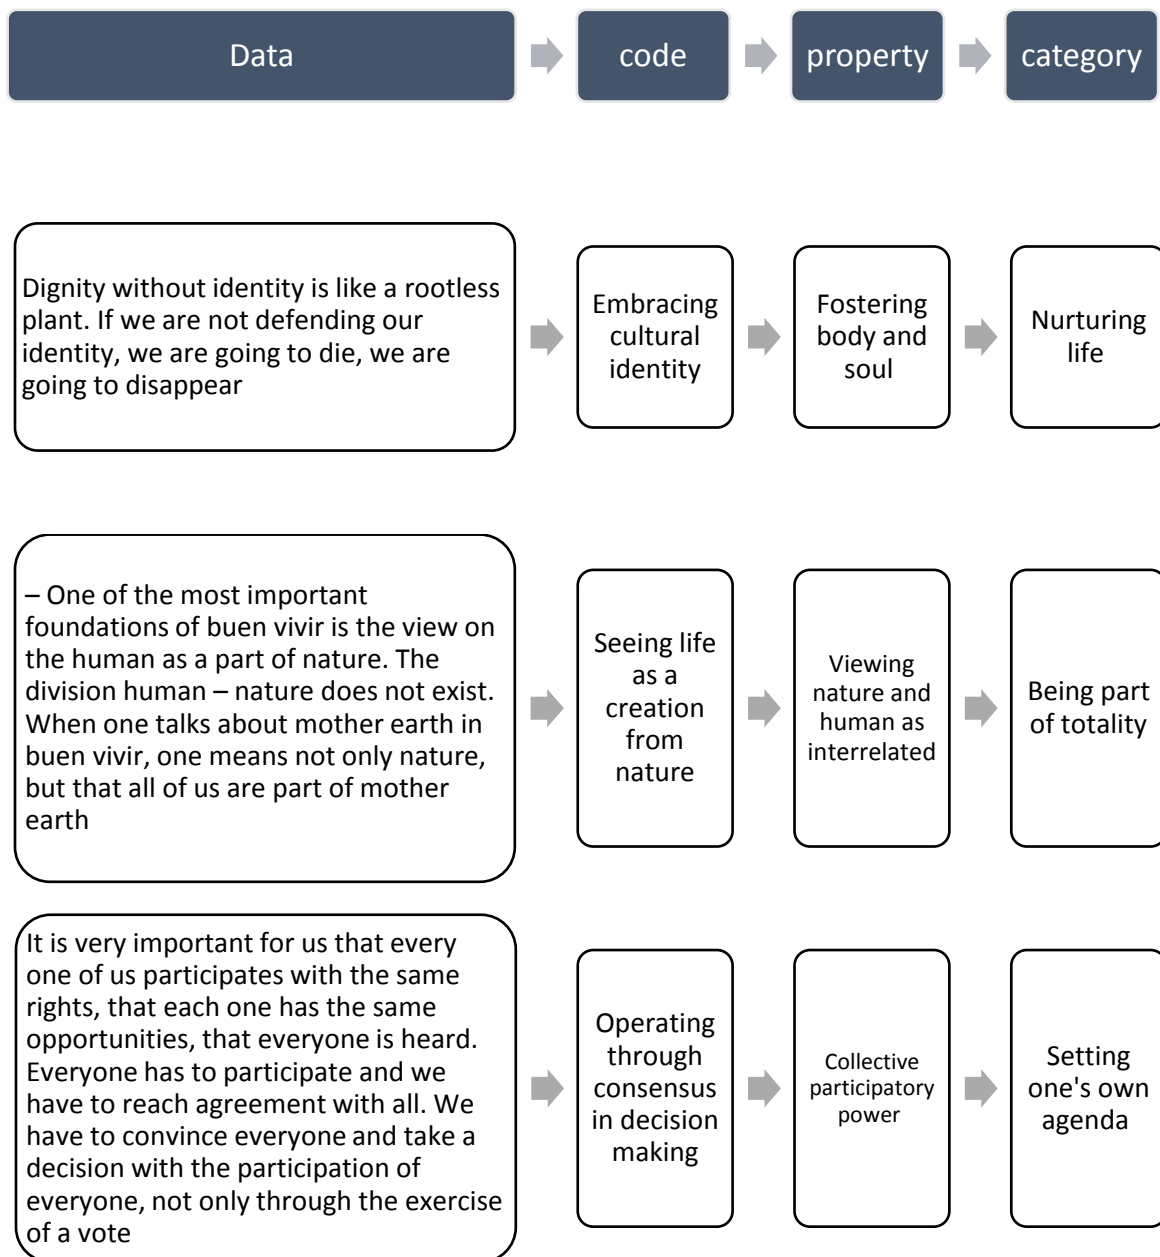 Data
code
property
category
Dignity without identity is like a rootless
plant. If we are not defending our
identity, we are going to die, we are
going to disappear
Embracing
cultural
identity
Fostering
body and
soul
Nurturing
life
– One of the most important
foundations of buen vivir is the view on
the human as a part of nature. The
division human – nature does not exist.
When one talks about mother earth in
buen vivir, one means not only nature,
but that all of us are part of mother
earth
Seeing life
as a
creation
from
nature
Viewing
nature and
human as
interrelated
Being part
of totality
It is very important for us that every
one of us participates with the same
rights, that each one has the same
opportunities, that everyone is heard.
Everyone has to participate and we
have to reach agreement with all. We
have to convince everyone and take a
decision with the participation of
everyone, not only through the exercise
of a vote
Operating
through
consensus
in decision
making
Collective
participatory
power
Setting
one's own
agenda